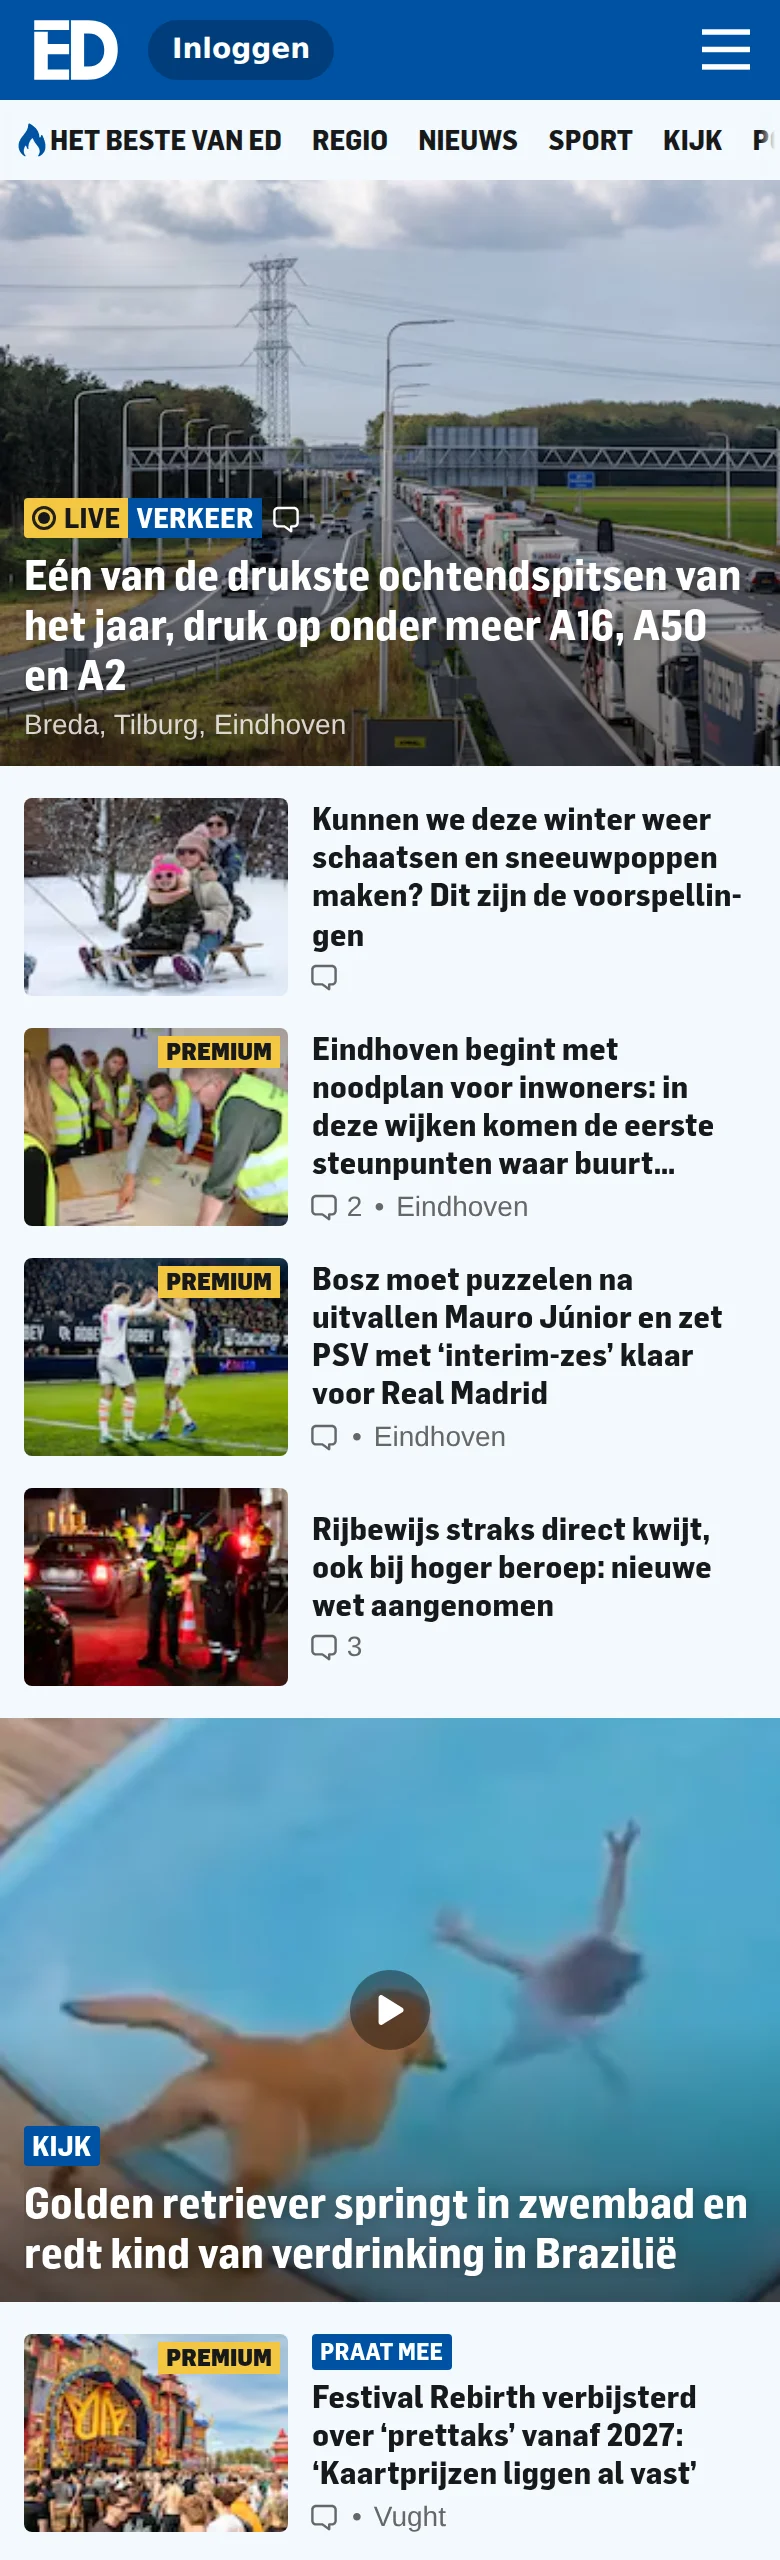 ED
Inloggen
HET BESTE VAN ED REGIO NIEUWS SPORT KIJK
LIVE VERKEER
Eén van de drukste ochtendspitsen van
het jaar, druk op onder meer A16, A50
en A2
Breda, Tilburg, Eindhoven
Kunnen we deze winter weer
schaatsen en sneeuwpoppen
maken? Dit zijn de voorspellin-
gen
PREMIUM
Eindhoven begint met
noodplan voor inwoners: in
deze wijken komen de eerste
steunpunten waar buurt...
2 • Eindhoven
PREMIUM
Bosz moet puzzelen na
uitvallen Mauro Júnior en zet
PSV met ‘interim-zes’ klaar
voor Real Madrid
• Eindhoven
Rijbewijs straks direct kwijt,
ook bij hoger beroep: nieuwe
wet aangenomen
3
KIJK
Golden retriever springt in zwembad en
redt kind van verdrinking in Brazilië
PREMIUM
PRAAT MEE
Festival Rebirth verbijsterd
over ‘prettaks’ vanaf 2027:
‘Kaartprijzen liggen al vast’
• Vught